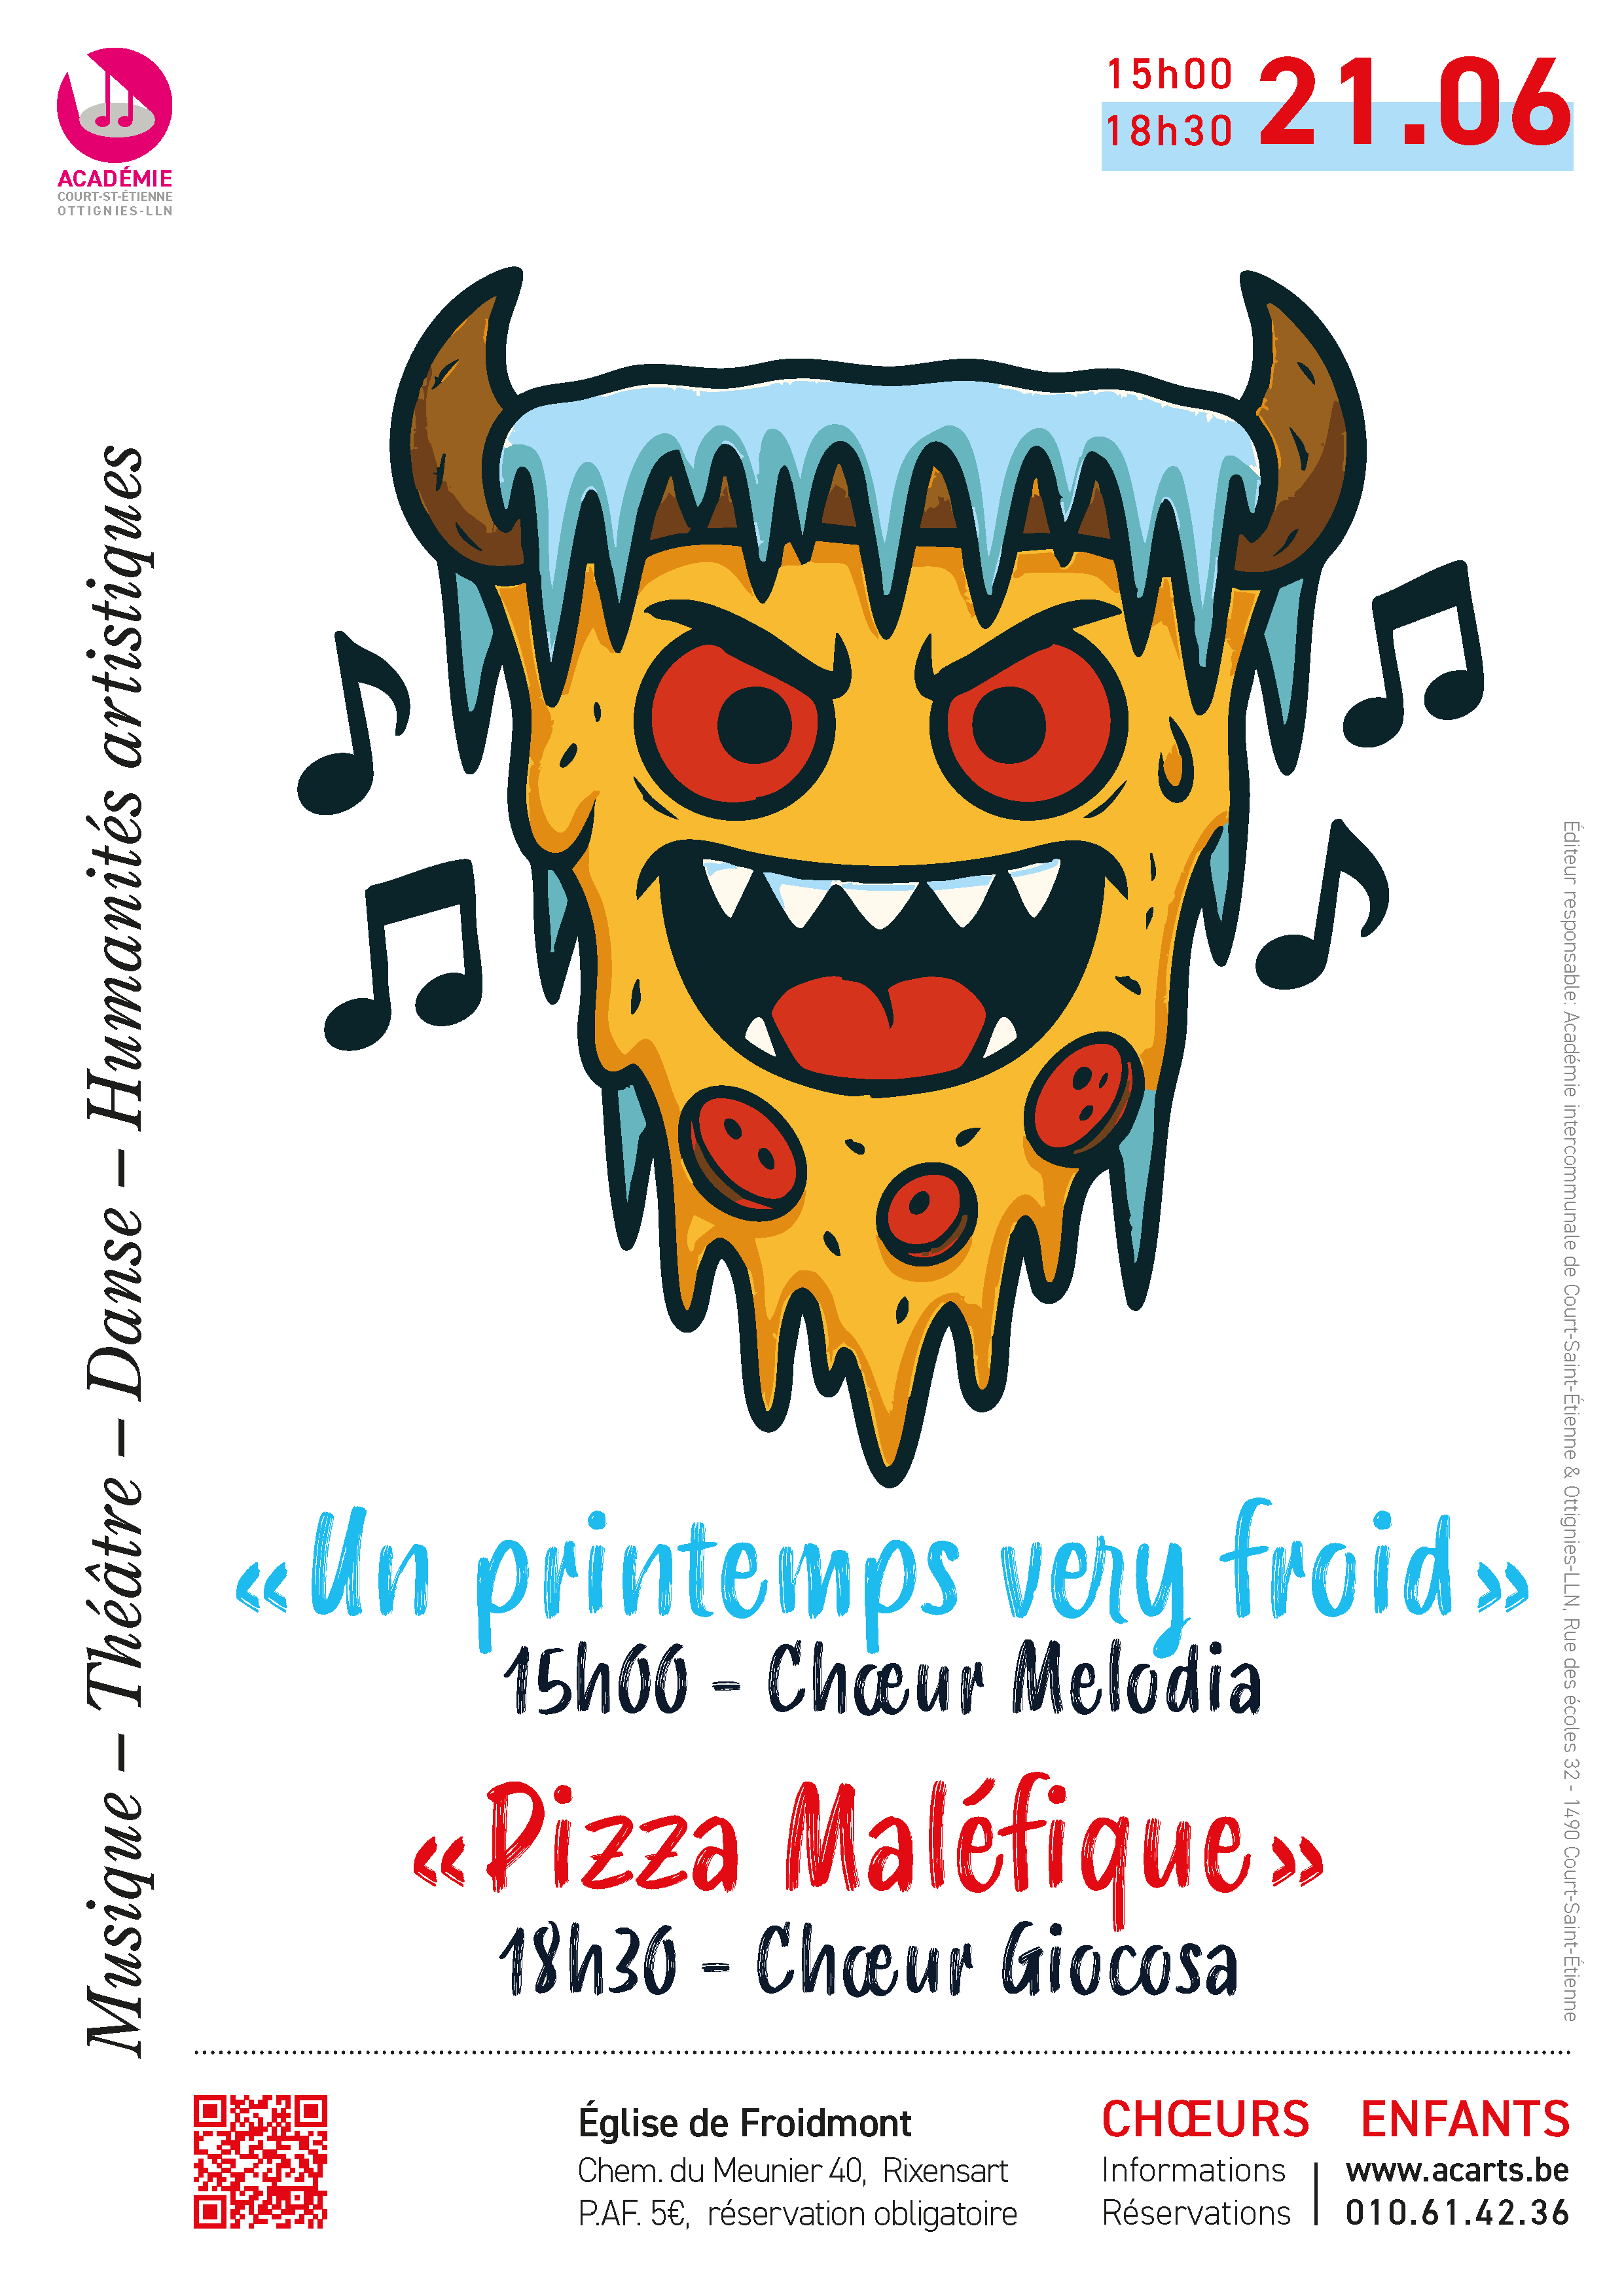 ACADÉMIE
COURT-ST-ÉTIENNE
OTTIGNIES-LLN
15h00
18h30
21.06
Musique – Théâtre – Danse – Humanités artistiques
Éditeur responsable: Académie intercommunale de Court-Saint-Étienne & Ottignies-LLN, Rue des écoles 32 - 1490 Court-Saint-Étienne
«Un printemps very froid»
15h00 - Chœur Melodia
«Pizza Maléfique»
18h30 - Chœur Giocosa
Église de Froidmont
Chem. du Meunier 40, Rixensart
P.AF. 5€, réservation obligatoire
CHŒURS ENFANTS
Informations | www.acarts.be
Réservations | 010.61.42.36